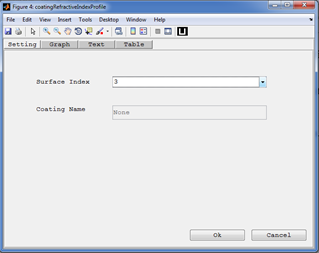 Figure 4: coatingRefractiveIndexProfile
File Edit View Insert Tools Desktop Window Help
Setting Graph Text Table
Surface Index 3
Coating Name None
Ok Cancel